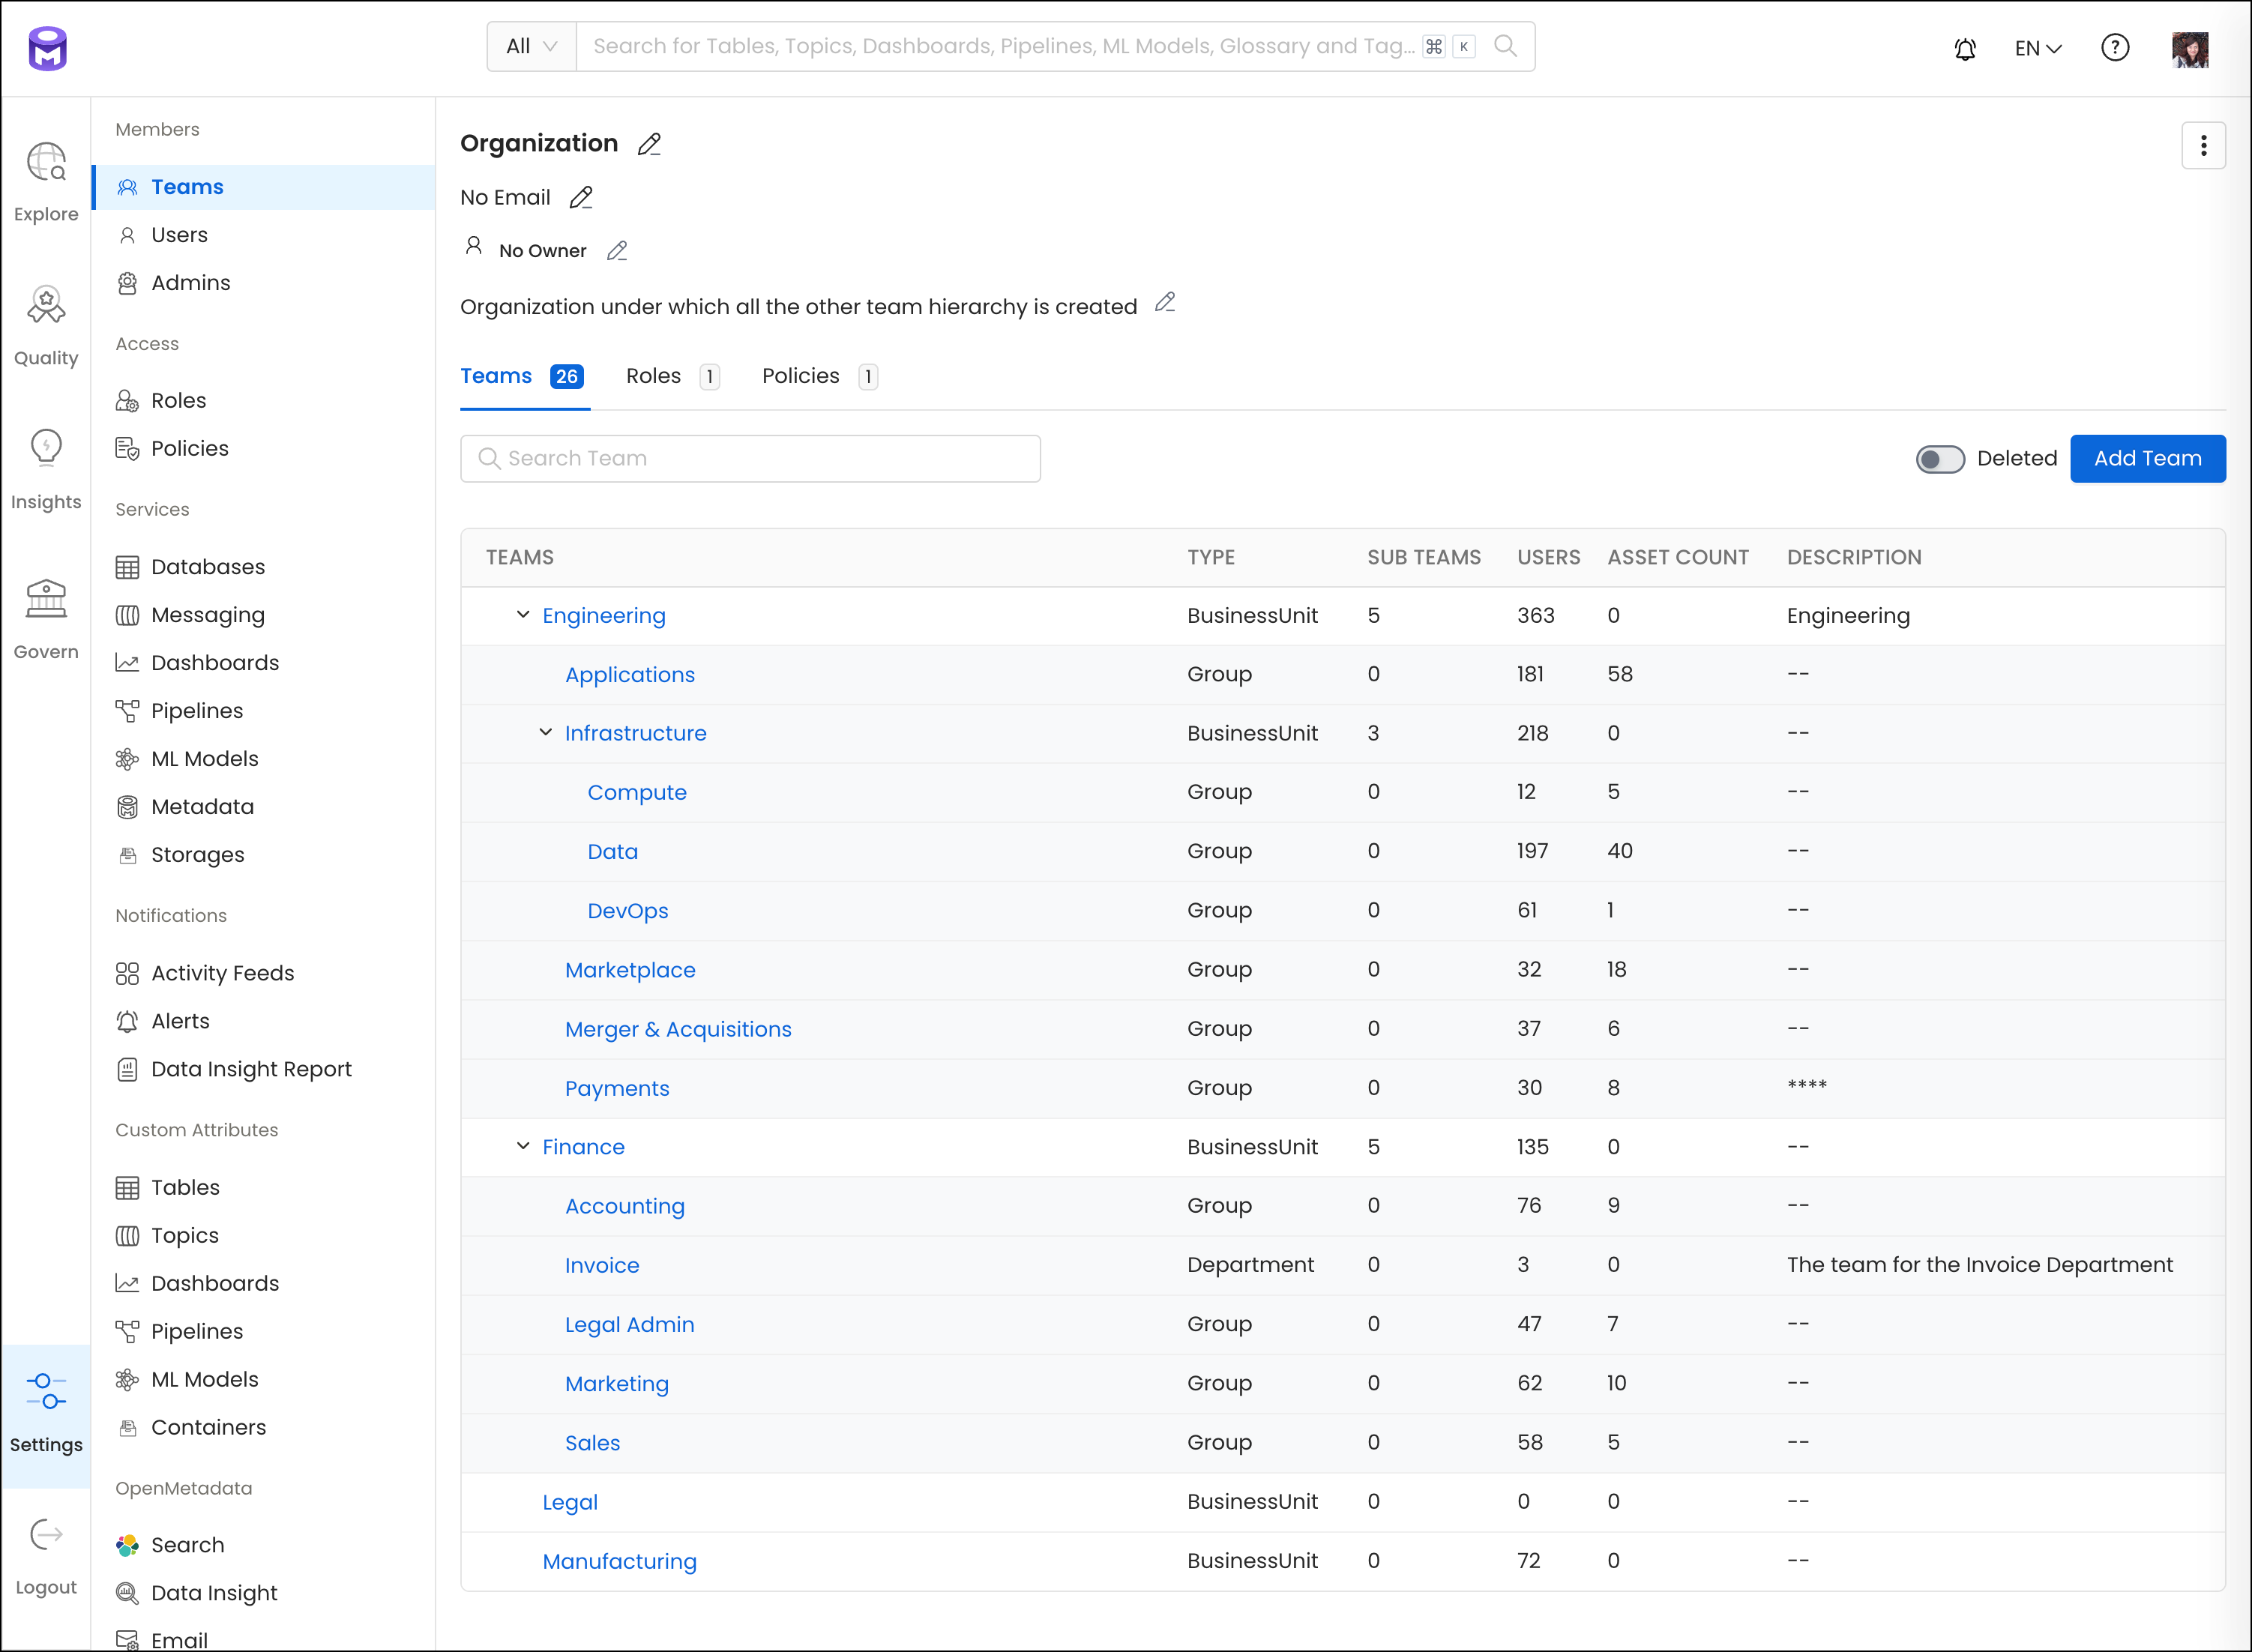 All
Search for Tables, Topics, Dashboards, Pipelines, ML Models, Glossary and Tag... ⌘ K
EN
?
Explore
Quality
Insights
Govern
Settings
Logout
Members
Teams
Users
Admins
Access
Roles
Policies
Services
Databases
Messaging
Dashboards
Pipelines
ML Models
Metadata
Storages
Notifications
Activity Feeds
Alerts
Data Insight Report
Custom Attributes
Tables
Topics
Dashboards
Pipelines
ML Models
Containers
OpenMetadata
Search
Data Insight
Email
Organization
No Email
No Owner
Organization under which all the other team hierarchy is created
Teams 26 Roles 1 Policies 1
Search Team
Deleted Add Team
TEAMS TYPE SUB TEAMS USERS ASSET COUNT DESCRIPTION
Engineering BusinessUnit 5 363 0 Engineering
Applications Group 0 181 58 --
Infrastructure BusinessUnit 3 218 0 --
Compute Group 0 12 5 --
Data Group 0 197 40 --
DevOps Group 0 61 1 --
Marketplace Group 0 32 18 --
Merger & Acquisitions Group 0 37 6 --
Payments Group 0 30 8 ****
Finance BusinessUnit 5 135 0 --
Accounting Group 0 76 9 --
Invoice Department 0 3 0 The team for the Invoice Department
Legal Admin Group 0 47 7 --
Marketing Group 0 62 10 --
Sales Group 0 58 5 --
Legal BusinessUnit 0 0 0 --
Manufacturing BusinessUnit 0 72 0 --